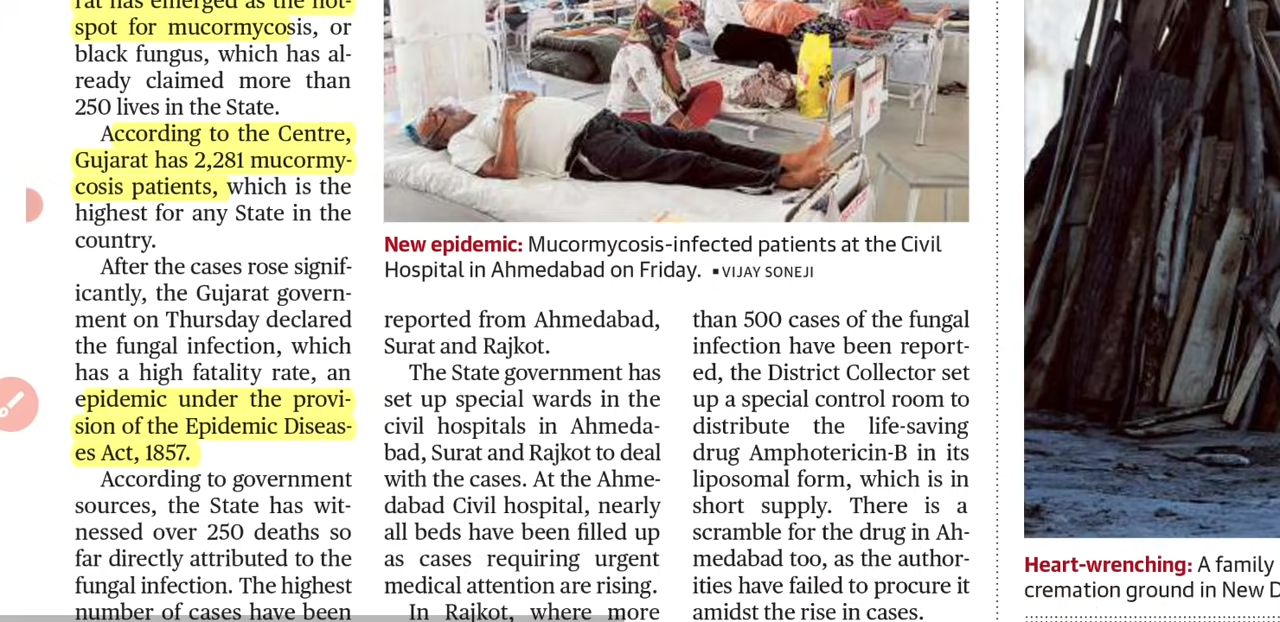 rat has emerged as the hot-
spot for mucormycosis, or
black fungus, which has al-
ready claimed more than
250 lives in the State.
According to the Centre,
Gujarat has 2,281 mucormy-
cosis patients, which is the
highest for any State in the
country.
After the cases rose signif-
icantly, the Gujarat govern-
ment on Thursday declared
the fungal infection, which
has a high fatality rate, an
epidemic under the provi-
sion of the Epidemic Diseas-
es Act, 1857.
According to government
sources, the State has wit-
nessed over 250 deaths so
far directly attributed to the
fungal infection. The highest
number of cases have been
New epidemic: Mucormycosis-infected patients at the Civil
Hospital in Ahmedabad on Friday. ▪ VIJAY SONEJI
reported from Ahmedabad,
Surat and Rajkot.
The State government has
set up special wards in the
civil hospitals in Ahmeda-
bad, Surat and Rajkot to deal
with the cases. At the Ahme-
dabad Civil hospital, nearly
all beds have been filled up
as cases requiring urgent
medical attention are rising.
In Rajkot, where more
than 500 cases of the fungal
infection have been report-
ed, the District Collector set
up a special control room to
distribute the life-saving
drug Amphotericin-B in its
liposomal form, which is in
short supply. There is a
scramble for the drug in Ah-
medabad too, as the author-
ities have failed to procure it
amidst the rise in cases.
Heart-wrenching: A family
cremation ground in New D